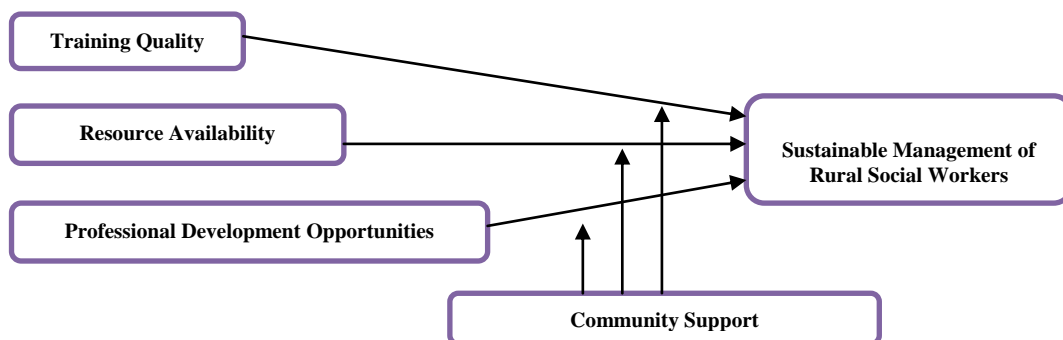 Training Quality
Resource Availability
Sustainable Management of
Rural Social Workers
Professional Development Opportunities
Community Support